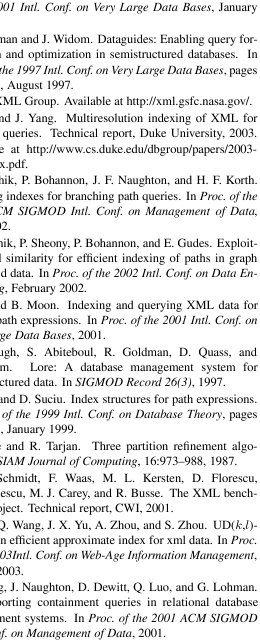 001 Intl. Conf. on Very Large Data Bases, January
man and J. Widom. Dataguides: Enabling query for-
and optimization in semistructured databases. In
the 1997 Intl. Conf. on Very Large Data Bases, pages
, August 1997.
XML Group. Available at http://xml.gsfc.nasa.gov/.
nd J. Yang. Multiresolution indexing of XML for
queries. Technical report, Duke University, 2003.
e at http://www.cs.duke.edu/dbgroup/papers/2003-
x.pdf.
hik, P. Bohannon, J. F. Naughton, and H. F. Korth.
g indexes for branching path queries. In Proc. of the
CM SIGMOD Intl. Conf. on Management of Data,
02.
hik, P. Shenoy, P. Bohannon, and E. Gudes. Exploit-
l similarity for efficient indexing of paths in graph
d data. In Proc. of the 2002 Intl. Conf. on Data En-
g, February 2002.
d B. Moon. Indexing and querying XML data for
path expressions. In Proc. of the 2001 Intl. Conf. on
rge Data Bases, 2001.
ugh, S. Abiteboul, R. Goldman, D. Quass, and
m. Lore: A database management system for
ctured data. In SIGMOD Record 26(3), 1997.
and D. Suciu. Index structures for path expressions.
of the 1999 Intl. Conf. on Database Theory, pages
, January 1999.
e and R. Tarjan. Three partition refinement algo-
SIAM Journal of Computing, 16:973–988, 1987.
Schmidt, F. Waas, M. L. Kersten, D. Florescu,
escu, M. J. Carey, and R. Busse. The XML bench-
oject. Technical report, CWI, 2001.
Q. Wang, J. X. Yu, A. Zhou, and S. Zhou. UD(k,l)-
n efficient approximate index for xml data. In Proc.
03Intl. Conf. on Web-Age Information Management,
2003.
g, J. Naughton, D. Dewitt, Q. Luo, and G. Lohman.
porting containment queries in relational database
ment systems. In Proc. of the 2001 ACM SIGMOD
nf. on Management of Data, 2001.